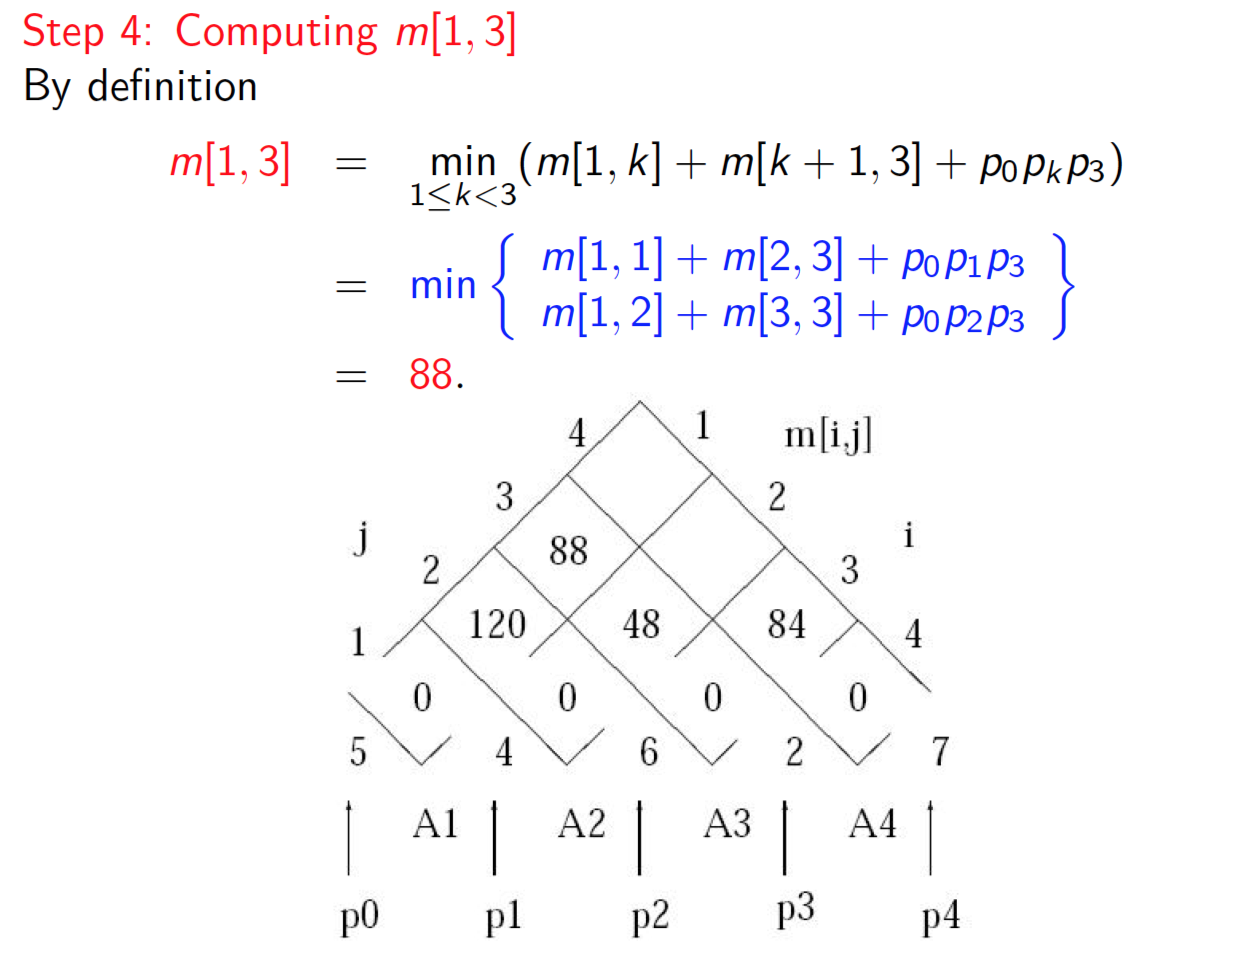 Step 4: Computing m[1, 3]
By definition
m[1, 3] = min (m[1, k] + m[k + 1, 3] + p0pkp3)
1≤k<3
= min { m[1, 1] + m[2, 3] + p0p1p3
m[1, 2] + m[3, 3] + p0p2p3 }
= 88.
4 1 m[i,j]
3 2
j 88 i
2 3
1 120 48 84 4
0 0 0 0
5 4 6 2 7
A1 A2 A3 A4
p0 p1 p2 p3 p4